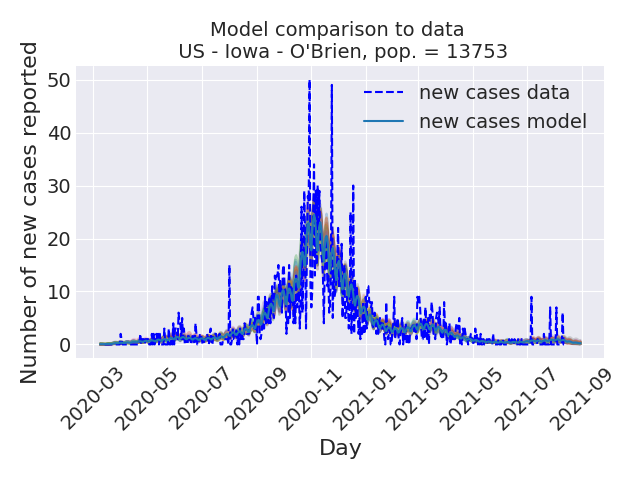 Model comparison to data
US - Iowa - O'Brien, pop. = 13753
Number of new cases reported
50
40
30
20
10
0
new cases data
new cases model
2020-03
2020-05
2020-07
2020-09
2020-11
2021-01
2021-03
2021-05
2021-07
2021-09
Day